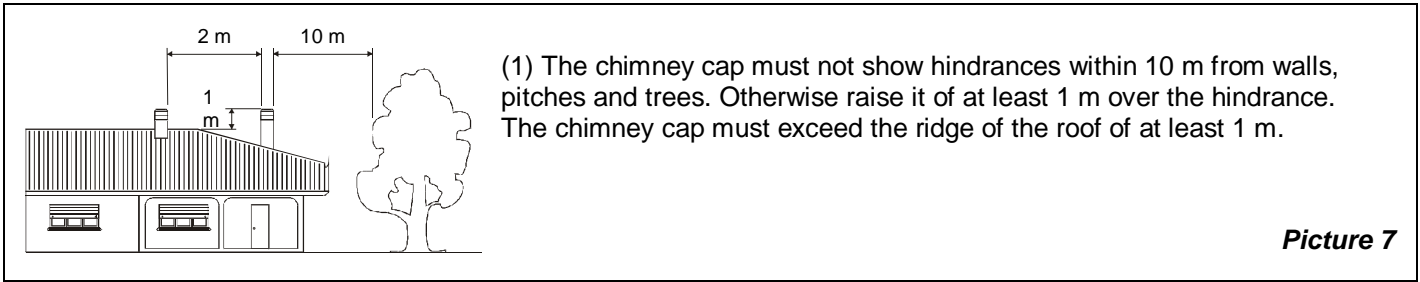 2 m
10 m
1
m
(1) The chimney cap must not show hindrances within 10 m from walls,
pitches and trees. Otherwise raise it of at least 1 m over the hindrance.
The chimney cap must exceed the ridge of the roof of at least 1 m.
Picture 7